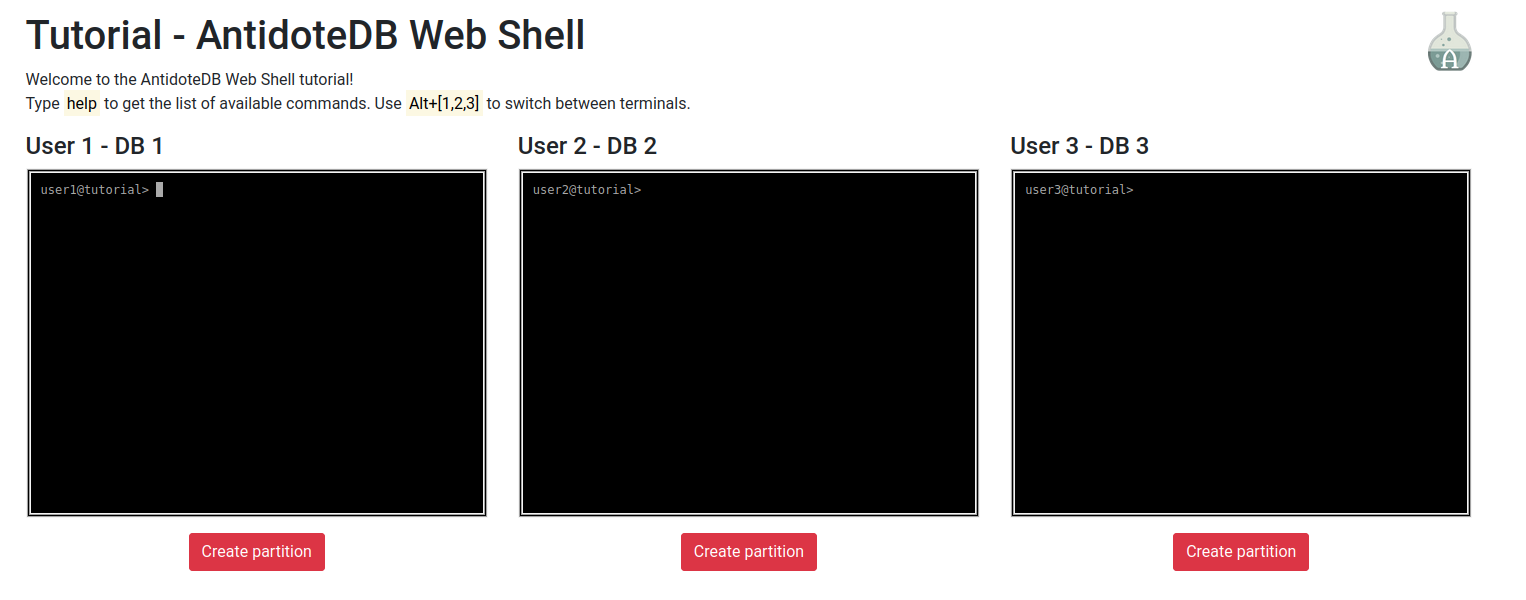 Tutorial - AntidoteDB Web Shell
A
Welcome to the AntidoteDB Web Shell tutorial!
Type help to get the list of available commands. Use Alt+[1,2,3] to switch between terminals.
User 1 - DB 1
user1@tutorial>
Create partition
User 2 - DB 2
user2@tutorial>
Create partition
User 3 - DB 3
user3@tutorial>
Create partition